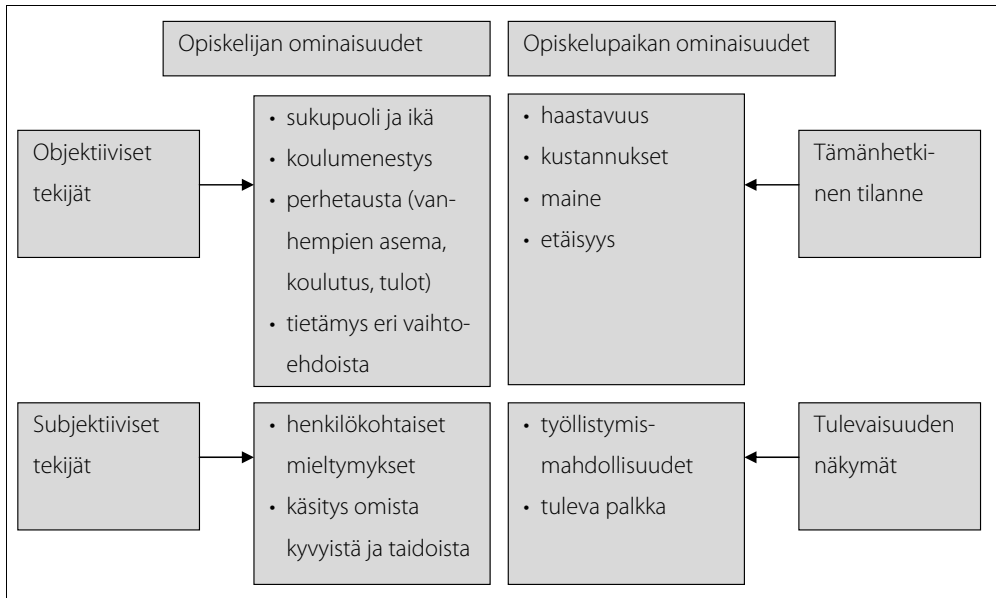 Opiskelijan ominaisuudet
Opiskelupaikan ominaisuudet
Objektiiviset
tekijät
• sukupuoli ja ikä
• koulumenestys
• perhetausta (van-
hempien asema,
koulutus, tulot)
• tietämys eri vaihto-
ehdoista
• haastavuus
• kustannukset
• maine
• etäisyys
Tämänhetki-
nen tilanne
Subjektiiviset
tekijät
• henkilökohtaiset
mieltymykset
• käsitys omista
kyvyistä ja taidoista
• työllistymis-
mahdollisuudet
• tuleva palkka
Tulevaisuuden
näkymät